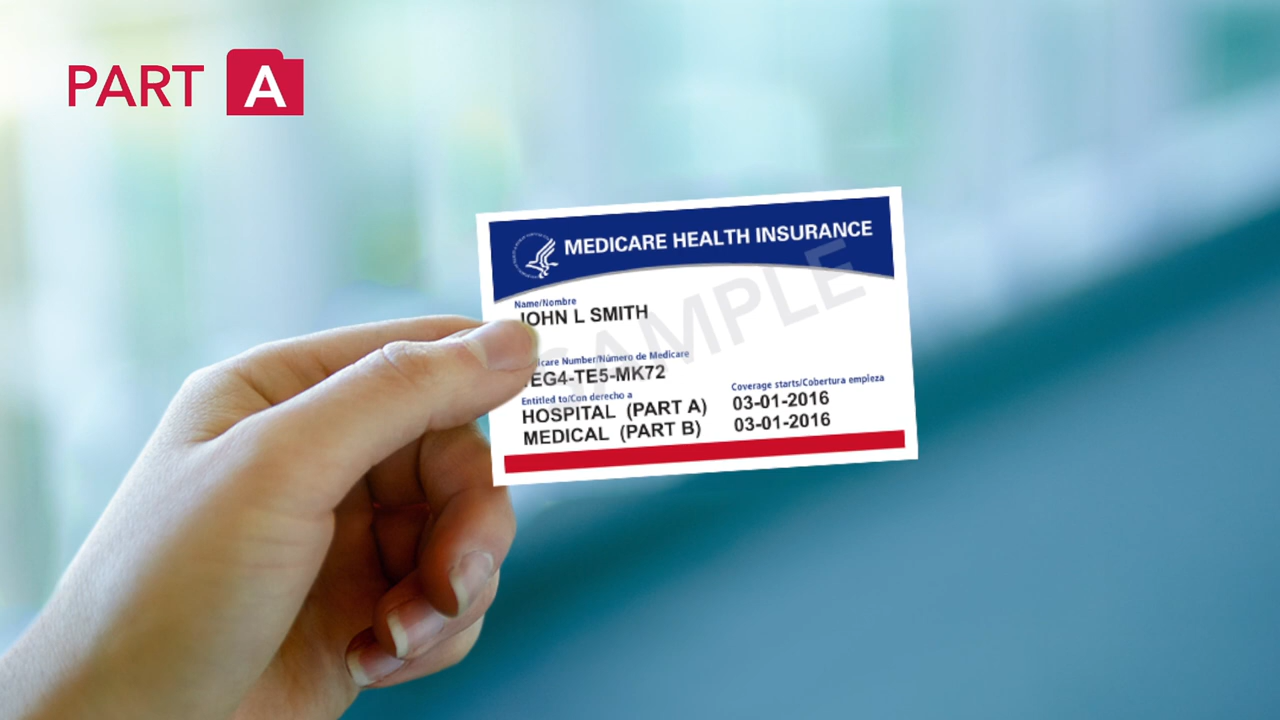 PART A
MEDICARE HEALTH INSURANCE
SAMPLE
Name/Nombre
JOHN L SMITH
Number/Número de Medicare
Entitled to/Con derecho a
Coverage starts/Cobertura empleza
HOSPITAL (PART A) 03-01-2016
MEDICAL (PART B) 03-01-2016